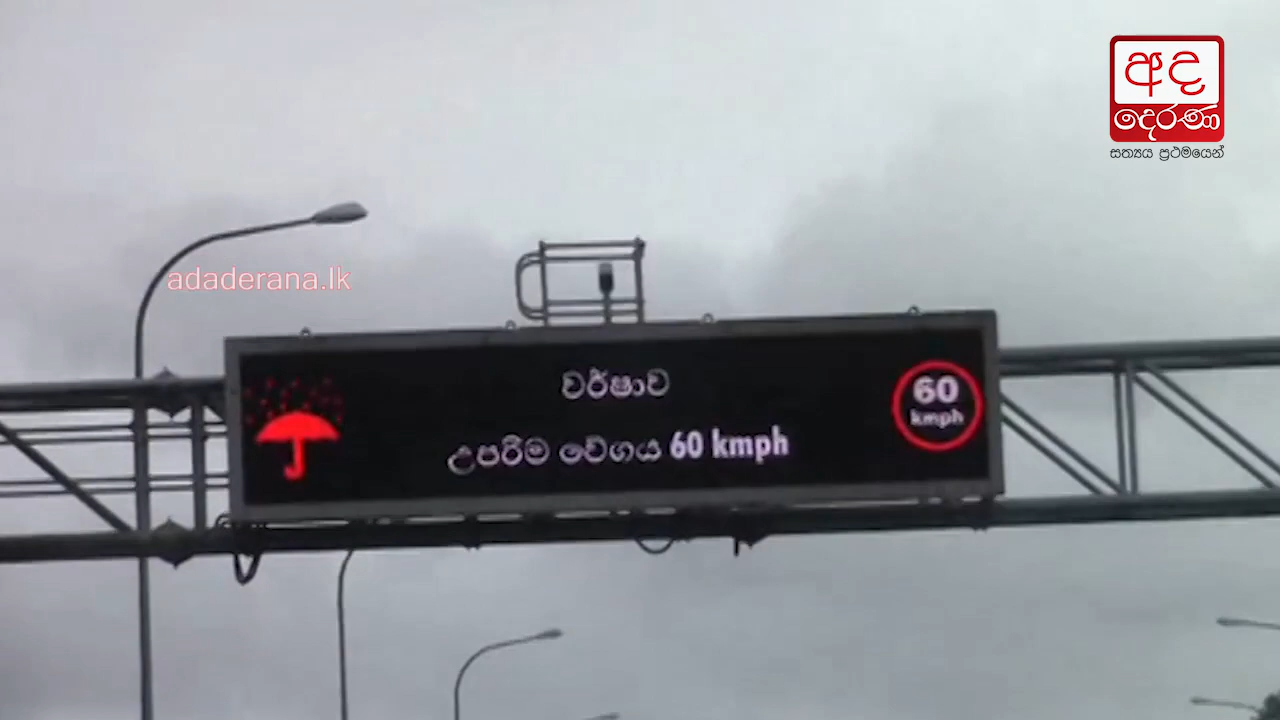 අද
දෙරණ
සත්‍යය ප්‍රථමයෙන්
adaderana.lk
වර්ෂාව
උපරිම වේගය 60 kmph
60
kmph